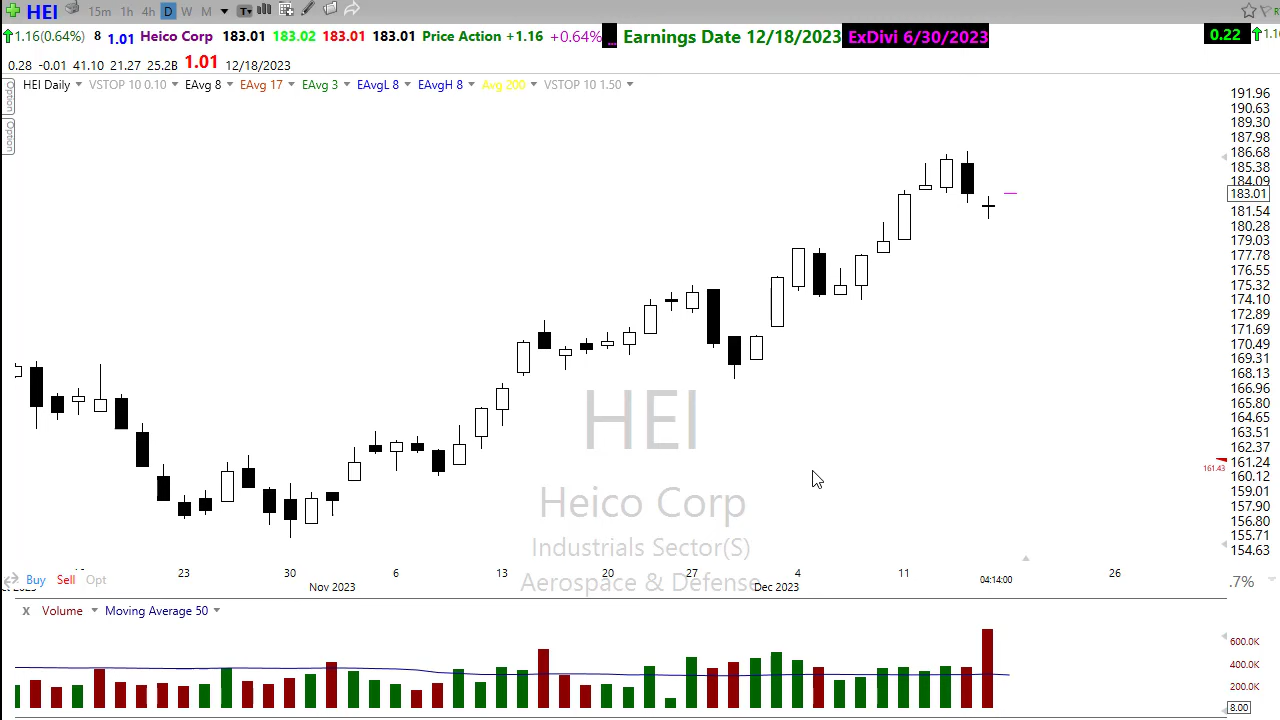 HEI 15m 1h 4h D W M T
1.16(0.64%) 8 1.01 Heico Corp 183.01 183.02 183.01 183.01 Price Action +1.16 +0.64% ... Earnings Date 12/18/2023 ExDivi 6/30/2023 0.22
0.28 -0.01 41.10 21.27 25.2B 1.01 12/18/2023
HEI Daily VSTOP 10 0.10 EAvg 8 EAvg 17 EAvg 3 EAvgL 8 EAvgH 8 Avg 200 VSTOP 10 1.50
Option
Option
191.96
190.63
189.30
187.98
186.68
185.38
184.09
183.01
181.54
180.28
179.03
177.78
176.55
175.32
174.10
172.89
171.69
170.49
169.31
168.13
166.96
165.80
164.65
163.51
162.37
161.24
161.43
160.12
159.01
157.90
156.80
155.71
154.63
HEI
Heico Corp
Industrials Sector(S)
Aerospace & Defense
23 30 6 13 20 27 4 11 26
Buy Sell Opt .7%
Nov 2023 Dec 2023 04:14:00
X Volume Moving Average 50
600.0K
400.0K
200.0K
8.00